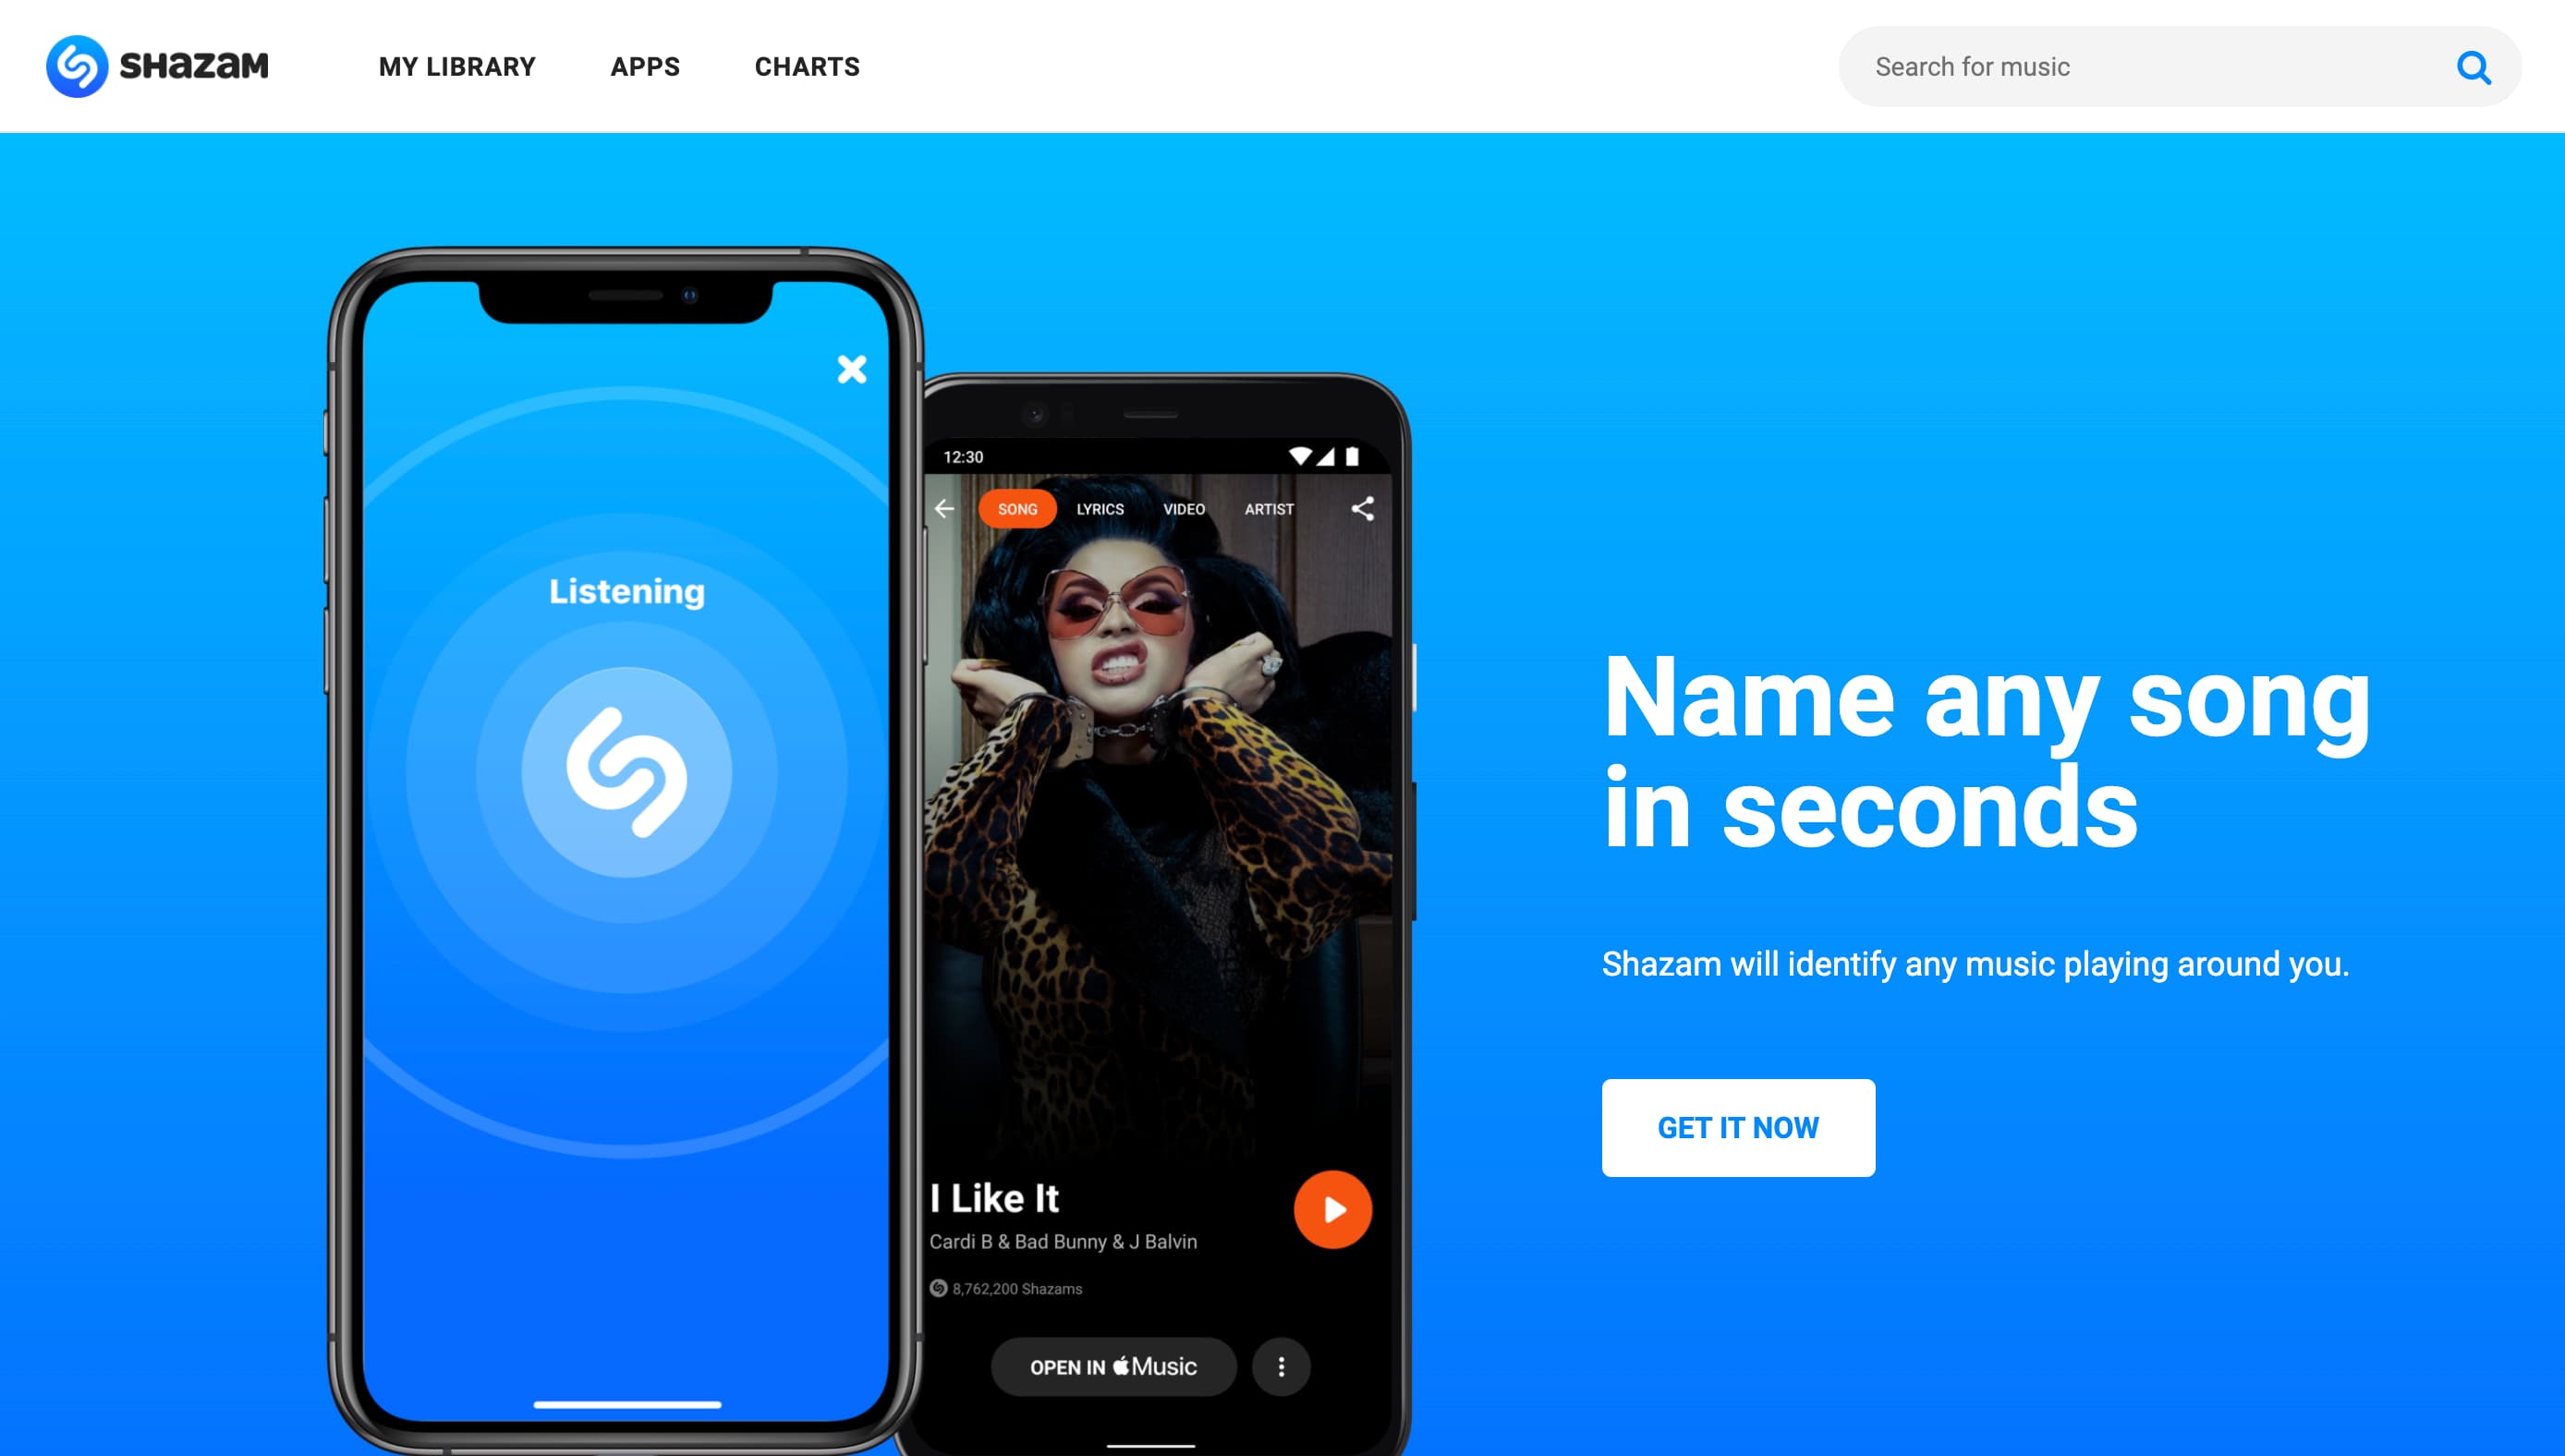 SHAZAM
MY LIBRARY
APPS
CHARTS
Search for music
Listening
12:30
SONG
LYRICS
VIDEO
ARTIST
I Like It
Cardi B & Bad Bunny & J Balvin
8,762,200 Shazams
OPEN IN Music
Name any song
in seconds
Shazam will identify any music playing around you.
GET IT NOW